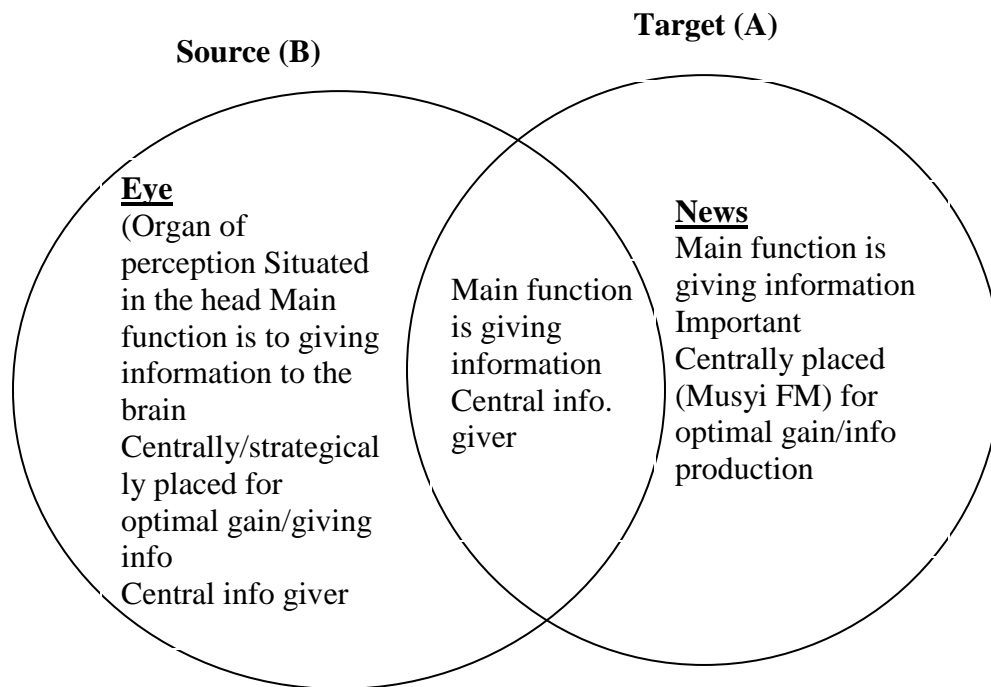 Target (A)
Source (B)
Eye
(Organ of
perception Situated
in the head Main
function is to giving
information to the
brain
Centrally/strategical
ly placed for
optimal gain/giving
info
Central info giver
Main function
is giving
information
Central info.
giver
News
Main function is
giving information
Important
Centrally placed
(Musyi FM) for
optimal gain/info
production